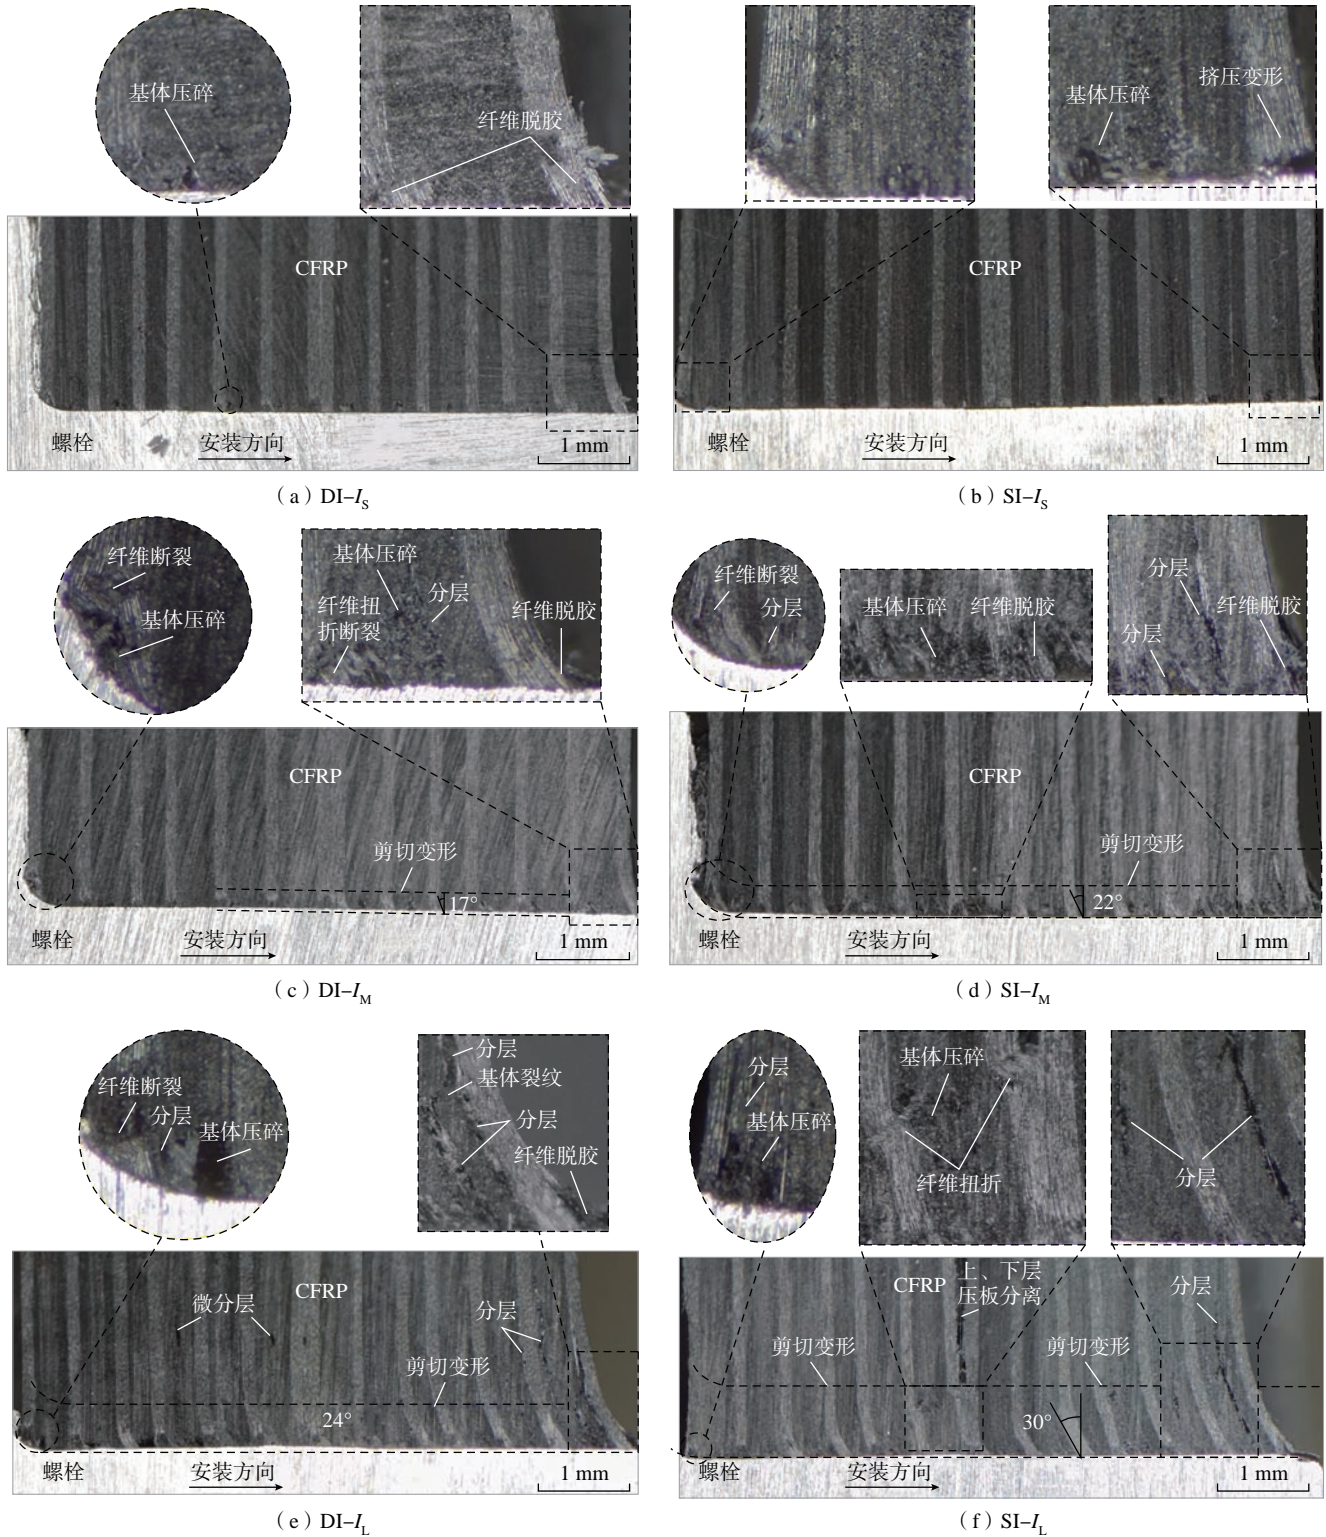 基体压碎
纤维脱胶
CFRP
螺栓
安装方向
1 mm
（a）DI–I_S
基体压碎
挤压变形
CFRP
螺栓
安装方向
1 mm
（b）SI–I_S
纤维断裂
基体压碎
基体压碎
分层
纤维扭
折断裂
纤维脱胶
CFRP
剪切变形
17°
螺栓
安装方向
1 mm
（c）DI–I_M
纤维断裂
分层
基体压碎
纤维脱胶
分层
纤维脱胶
分层
CFRP
剪切变形
22°
螺栓
安装方向
1 mm
（d）SI–I_M
纤维断裂
分层
基体压碎
分层
基体裂纹
分层
纤维脱胶
CFRP
微分层
分层
剪切变形
24°
螺栓
安装方向
1 mm
（e）DI–I_L
分层
基体压碎
基体压碎
纤维扭折
分层
CFRP
上、下层
压板分离
分层
剪切变形
剪切变形
30°
螺栓
安装方向
1 mm
（f）SI–I_L